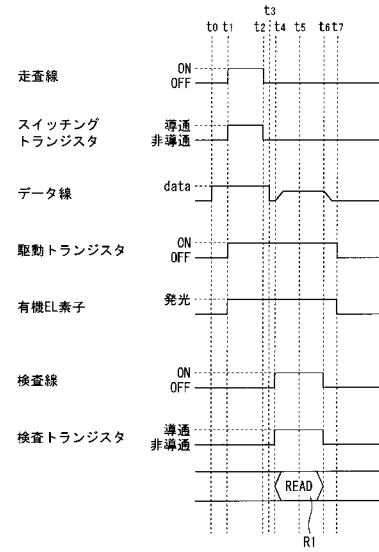 t3
t0 t1 t2 t4 t5 t6 t7
走査線 ON
OFF
スイッチング
トランジスタ
導通
非導通
データ線 data
駆動トランジスタ ON
OFF
有機EL素子 発光
検査線 ON
OFF
検査トランジスタ 導通
非導通
READ
R1